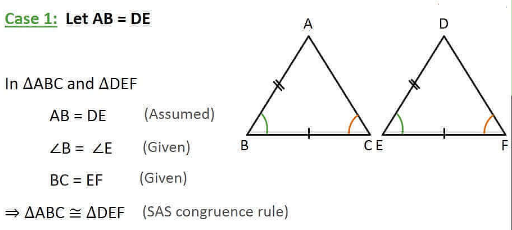 Case 1: Let AB = DE
A
D
In ΔABC and ΔDEF
AB = DE (Assumed)
∠B = ∠E (Given)
B
C
E
F
BC = EF (Given)
⇒ ΔABC ≅ ΔDEF (SAS congruence rule)